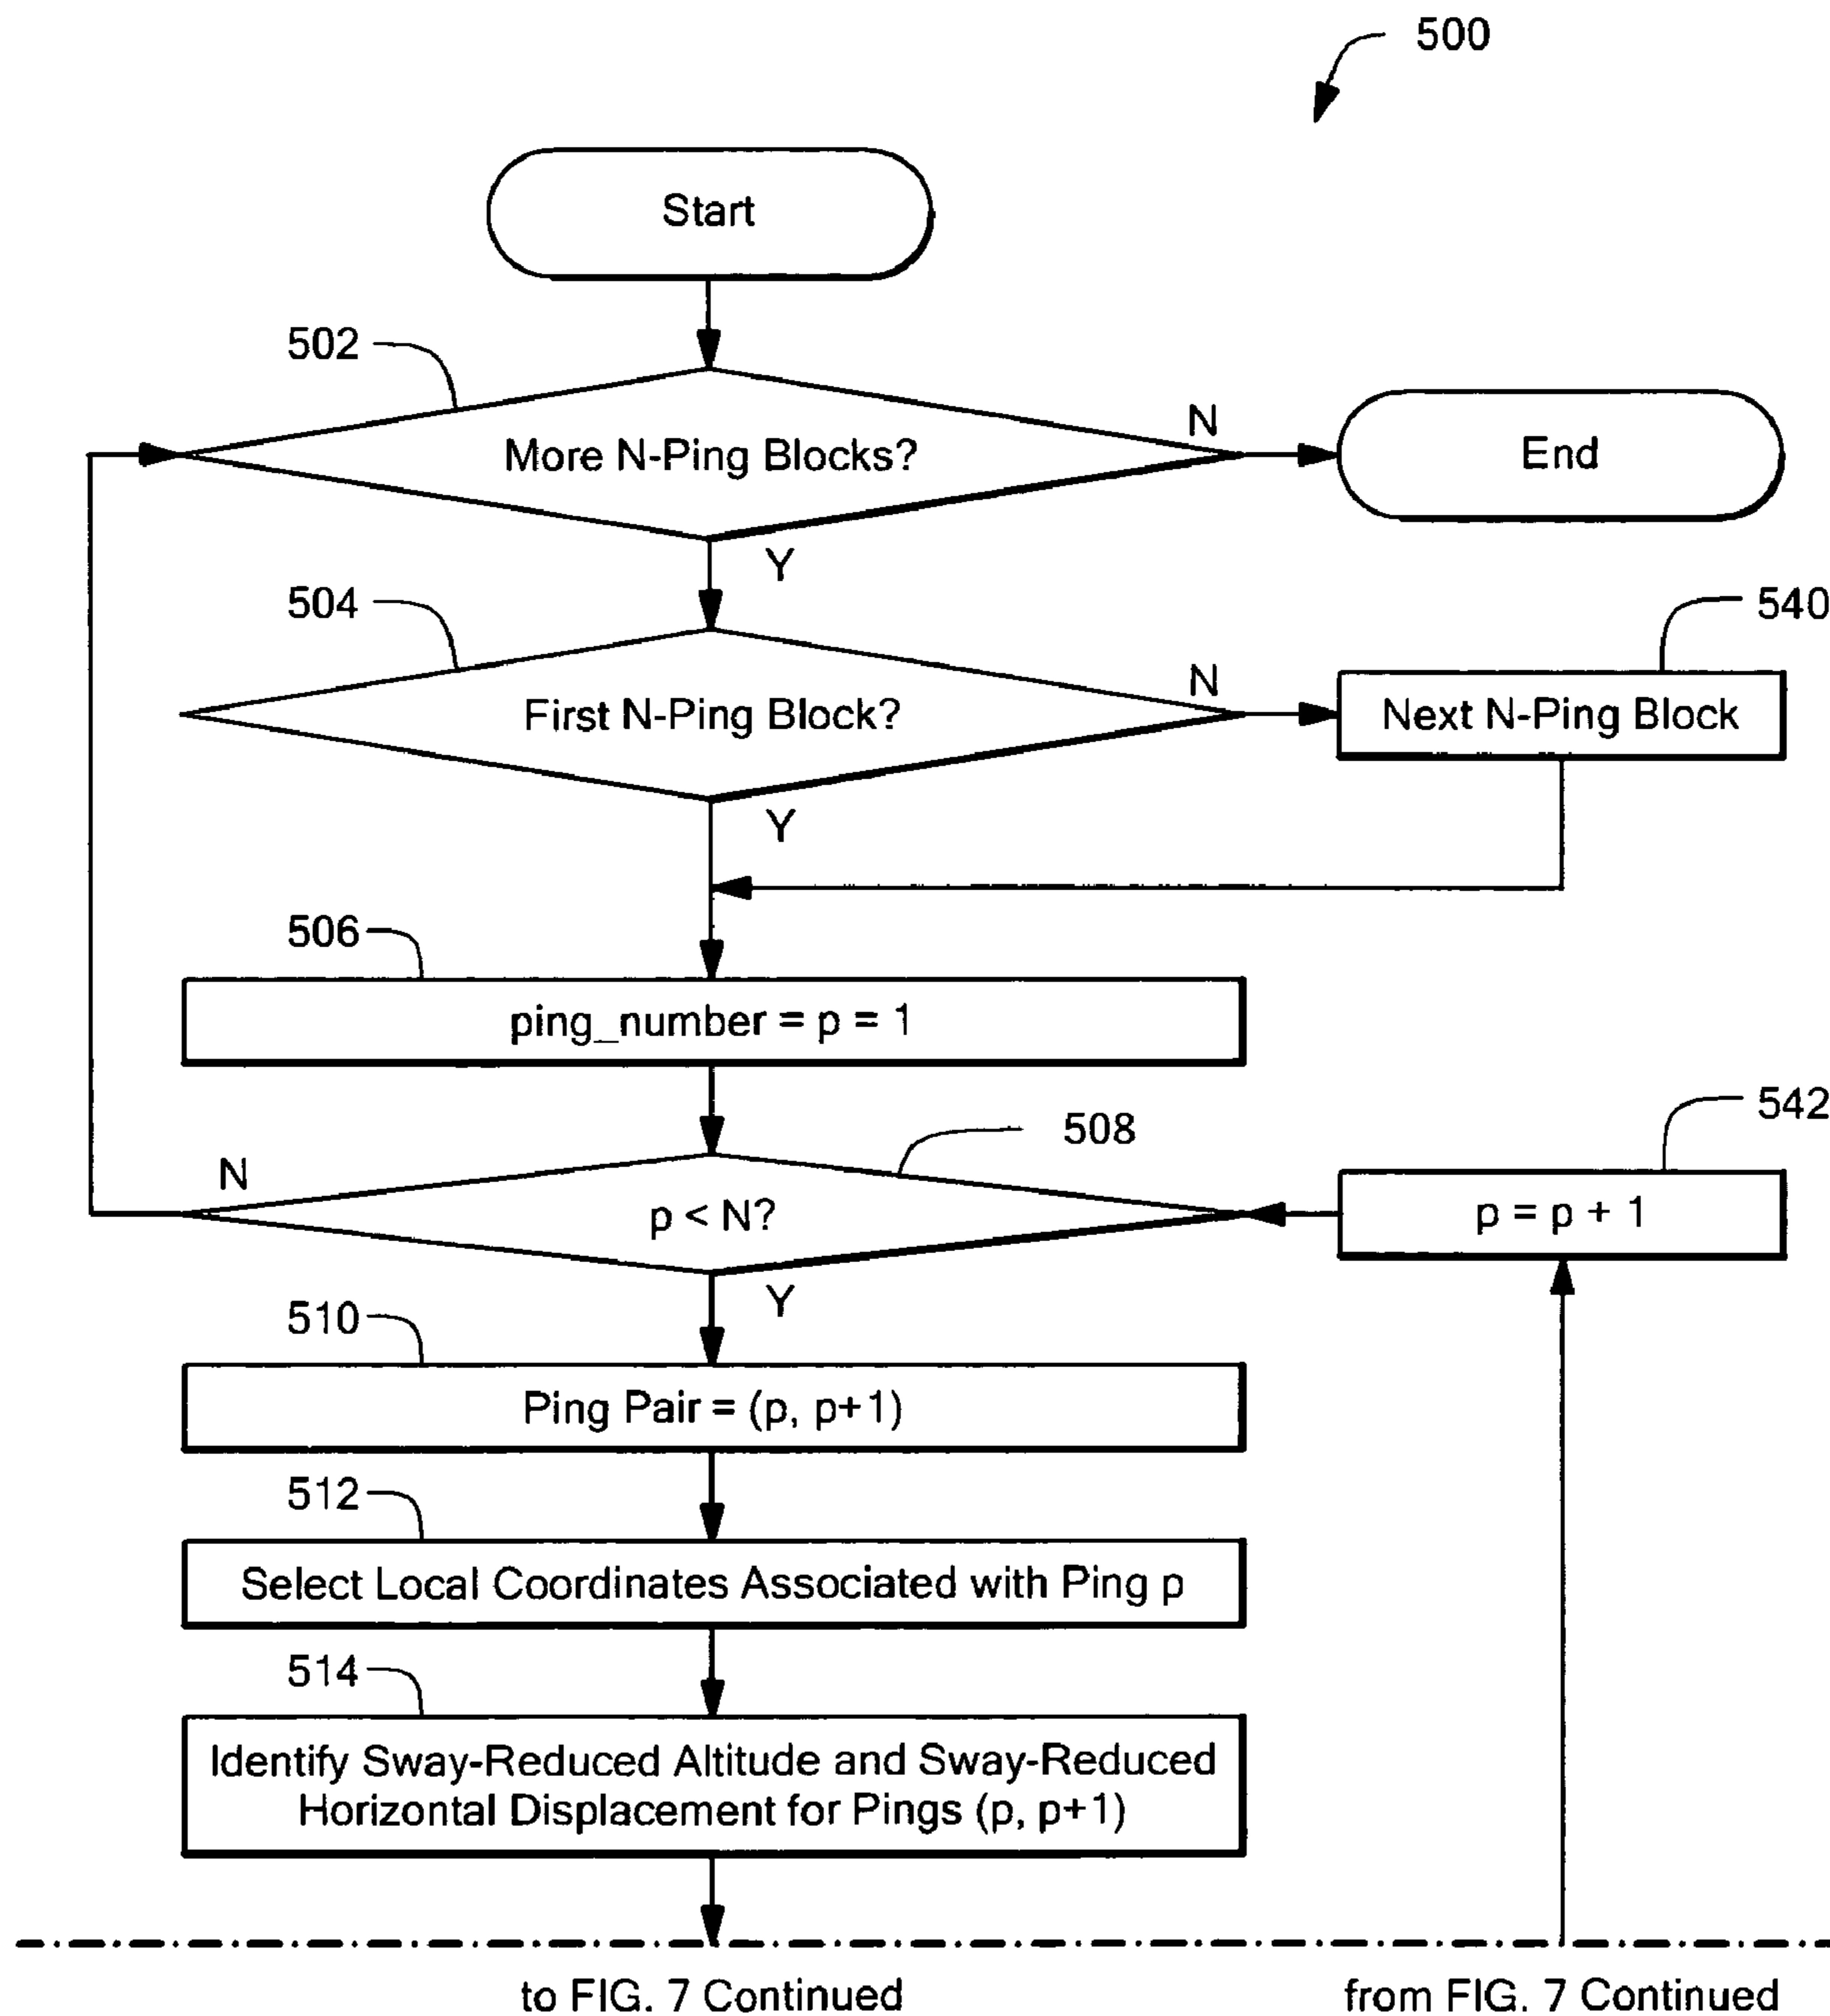 500
Start
502
More N-Ping Blocks?
N
End
Y
504
540
First N-Ping Block?
N
Next N-Ping Block
Y
506
ping_number = p = 1
508
542
N
p < N?
p = p + 1
Y
510
Ping Pair = (p, p+1)
512
Select Local Coordinates Associated with Ping p
514
Identify Sway-Reduced Altitude and Sway-Reduced
Horizontal Displacement for Pings (p, p+1)
to FIG. 7 Continued
from FIG. 7 Continued